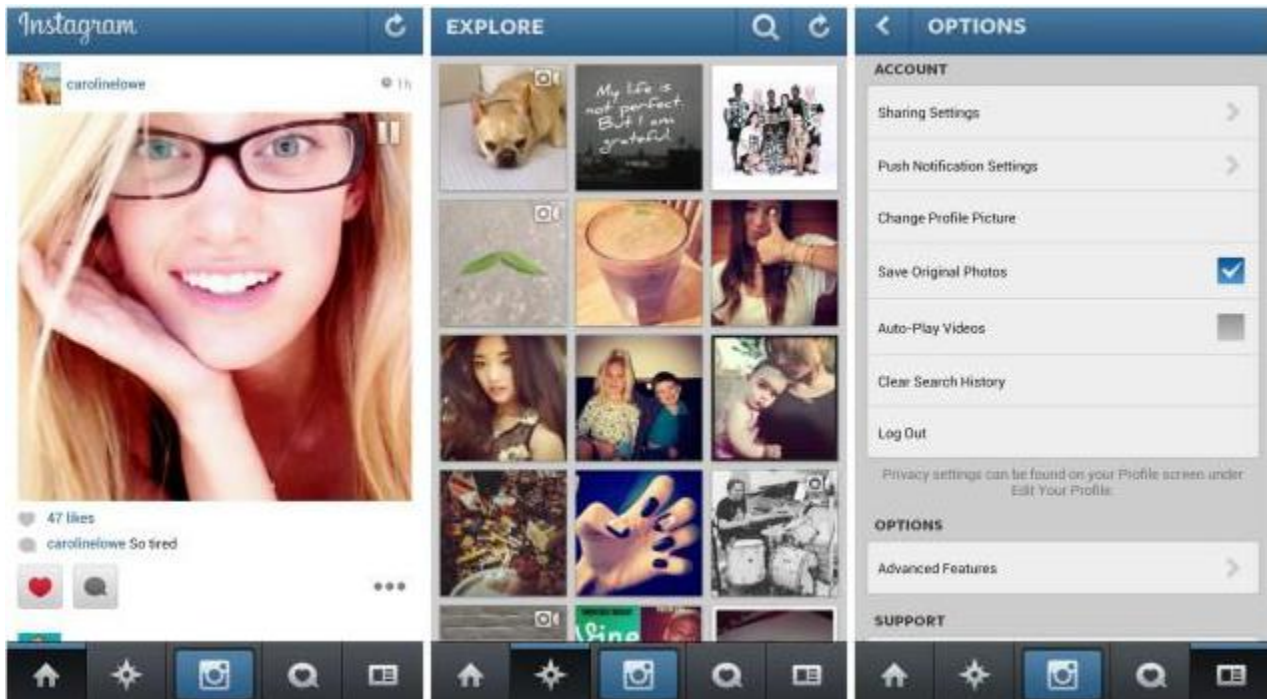 Instagram
carolinelowe
1h
47 likes
carolinelowe So tired
EXPLORE
My life is
not perfect.
But I am
grateful.
OPTIONS
ACCOUNT
Sharing Settings
Push Notification Settings
Change Profile Picture
Save Original Photos
Auto-Play Videos
Clear Search History
Log Out
Privacy settings can be found on your Profile screen under
Edit Your Profile.
OPTIONS
Advanced Features
SUPPORT